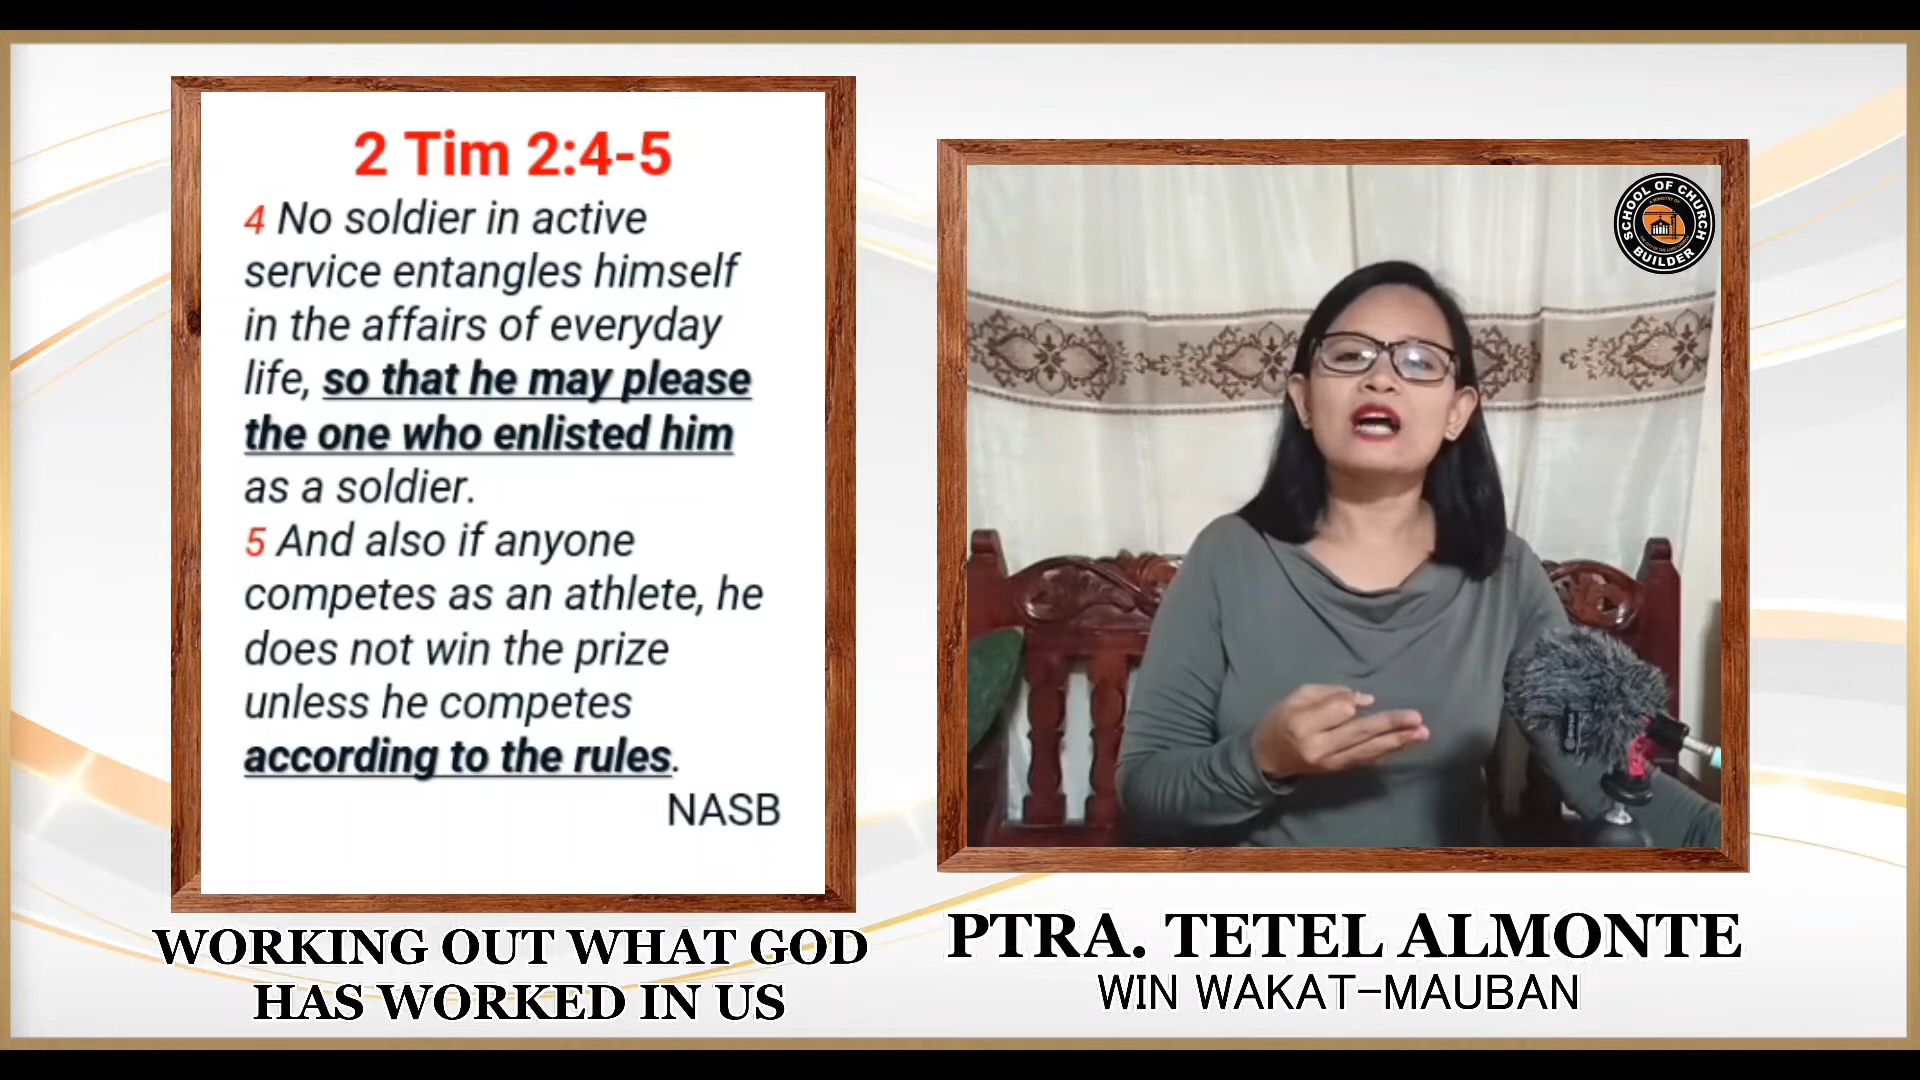 2 Tim 2:4-5
4 No soldier in active
service entangles himself
in the affairs of everyday
life, so that he may please
the one who enlisted him
as a soldier.
5 And also if anyone
competes as an athlete, he
does not win the prize
unless he competes
according to the rules.
NASB
WORKING OUT WHAT GOD
HAS WORKED IN US
SCHOOL OF CHURCH
BUILDER
PTRA. TETEL ALMONTE
WIN WAKAT-MAUBAN